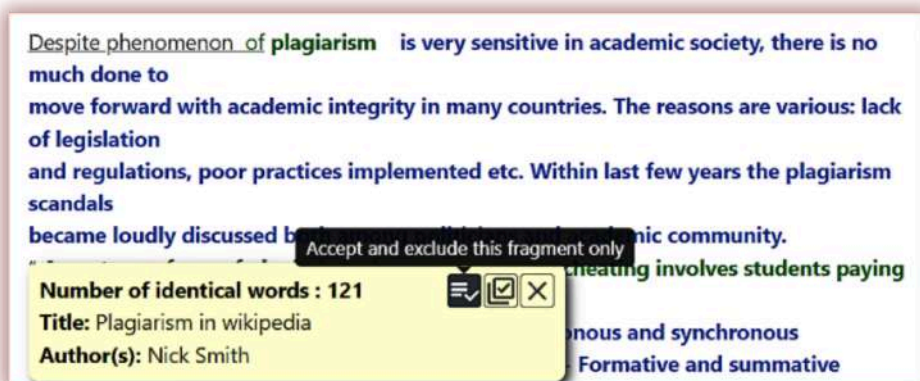 Despite phenomenon of plagiarism is very sensitive in academic society, there is no
much done to
move forward with academic integrity in many countries. The reasons are various: lack
of legislation
and regulations, poor practices implemented etc. Within last few years the plagiarism
scandals
became loudly discussed community.
Accept and exclude this fragment only
cheating involves students paying
Number of identical words : 121
Title: Plagiarism in wikipedia
Author(s): Nick Smith
and synchronous
Formative and summative